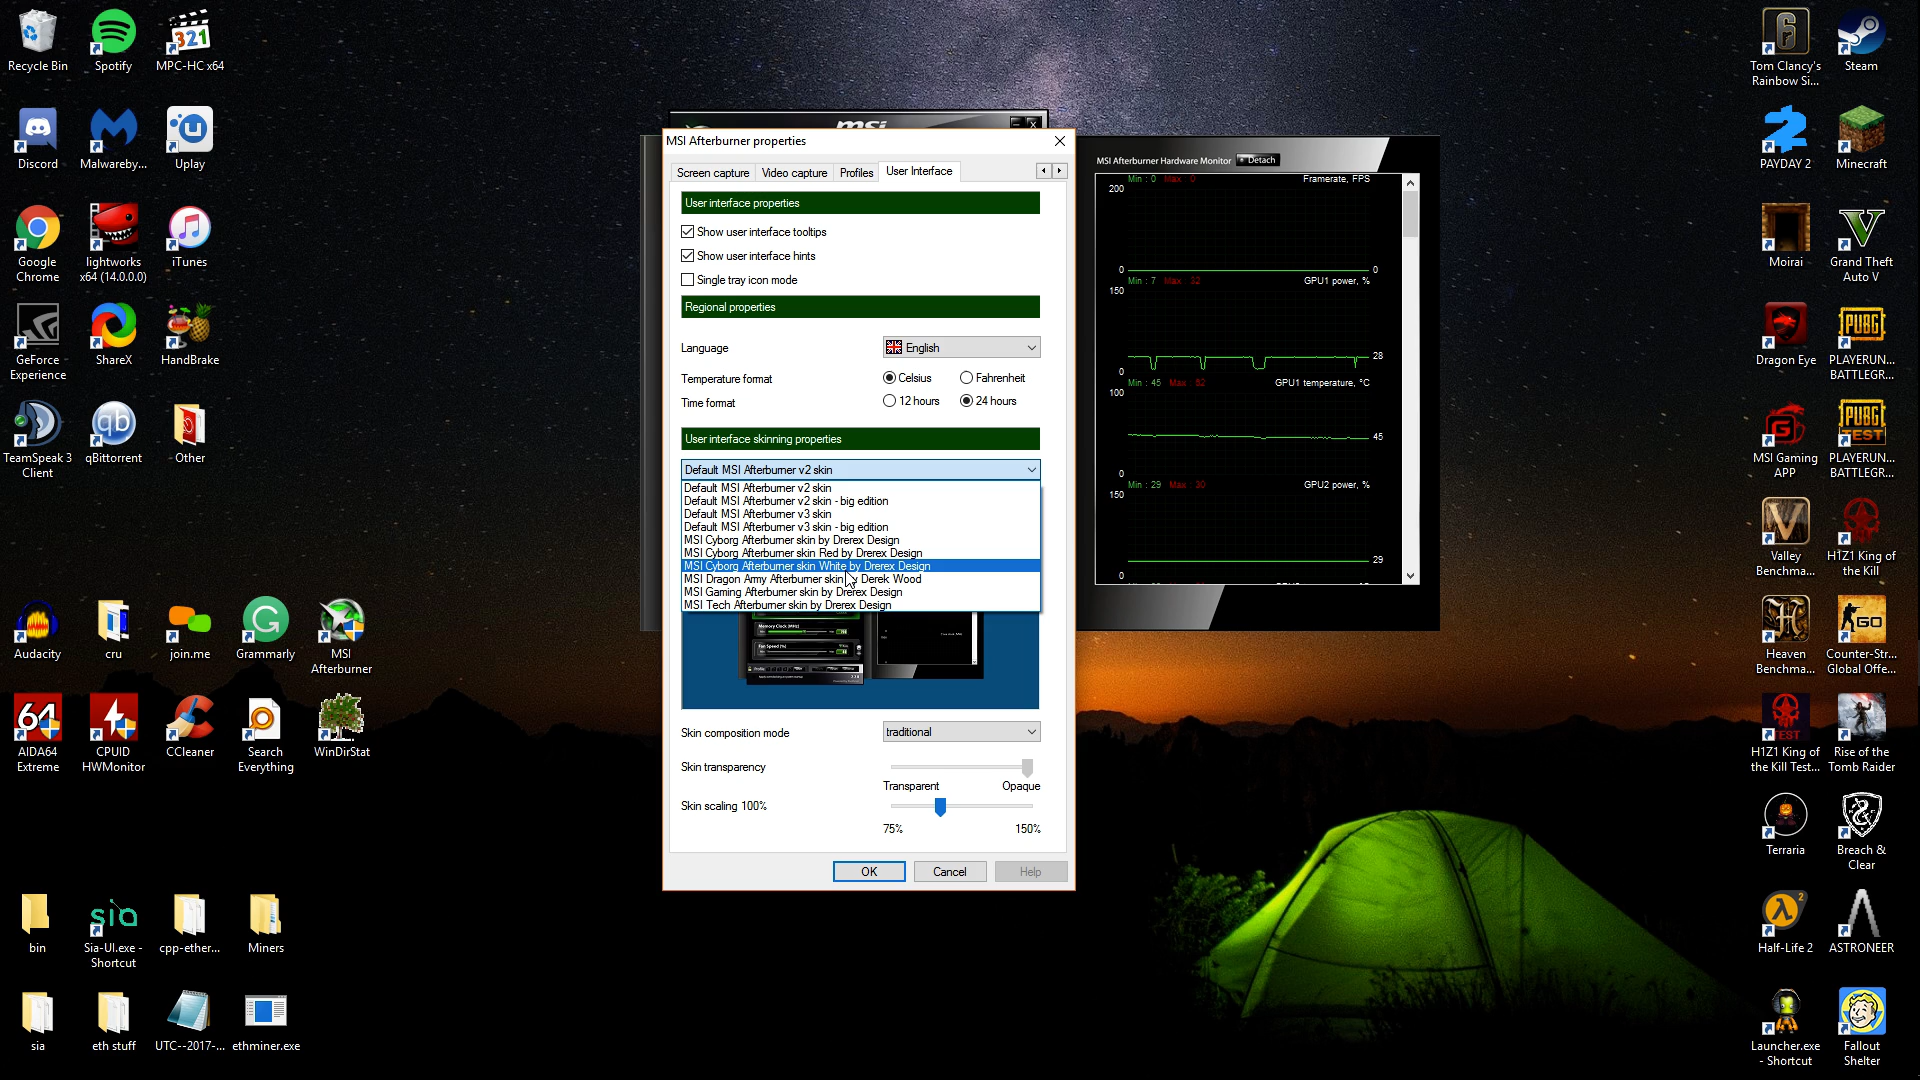 Recycle Bin
Spotify
MPC-HC x64
Discord
Malwareby...
Uplay
Google
Chrome
lightworks
x64 (14.0.0.0)
iTunes
GeForce
Experience
ShareX
HandBrake
TeamSpeak 3
Client
qBittorrent
Other
Audacity
cru
join.me
Grammarly
MSI
Afterburner
AIDA64
Extreme
CPUID
HWMonitor
CCleaner
Search
Everything
WinDirStat
bin
Sia-UI.exe -
Shortcut
cpp-ether...
Miners
sia
eth stuff
UTC--2017-...
ethminer.exe
msi
MSI Afterburner properties
Screen capture
Video capture
Profiles
User Interface
User interface properties
Show user interface tooltips
Show user interface hints
Single tray icon mode
Regional properties
Language
English
Temperature format
Celsius
Fahrenheit
Time format
12 hours
24 hours
User interface skinning properties
Default MSI Afterburner v2 skin
Default MSI Afterburner v2 skin
Default MSI Afterburner v2 skin - big edition
Default MSI Afterburner v3 skin
Default MSI Afterburner v3 skin - big edition
MSI Cyborg Afterburner skin by Drerex Design
MSI Cyborg Afterburner skin Red by Drerex Design
MSI Cyborg Afterburner skin White by Drerex Design
MSI Dragon Army Afterburner skin by Derek Wood
MSI Gaming Afterburner skin by Drerex Design
MSI Tech Afterburner skin by Drerex Design
Memory Clock (MHz)
Fan Speed (%)
Skin composition mode
traditional
Skin transparency
Transparent
Opaque
Skin scaling 100%
75%
150%
OK
Cancel
Help
MSI Afterburner Hardware Monitor
Detach
Min : 0 Max : 0
Framerate, FPS
200
0
0
Min : 7 Max : 32
GPU1 power, %
150
28
0
Min : 45 Max : 62
GPU1 temperature, °C
100
45
0
Min : 29 Max : 30
GPU2 power, %
150
29
0
Tom Clancy's
Rainbow Si...
Steam
PAYDAY 2
Minecraft
Moirai
Grand Theft
Auto V
Dragon Eye
PLAYERUN...
BATTLEGR...
MSI Gaming
APP
PLAYERUN...
BATTLEGR...
Valley
Benchma...
H1Z1 King of
the Kill
Heaven
Benchma...
Counter-Str...
Global Offe...
H1Z1 King of
the Kill Test...
Rise of the
Tomb Raider
Terraria
Breach &
Clear
Half-Life 2
ASTRONEER
Launcher.exe
- Shortcut
Fallout
Shelter